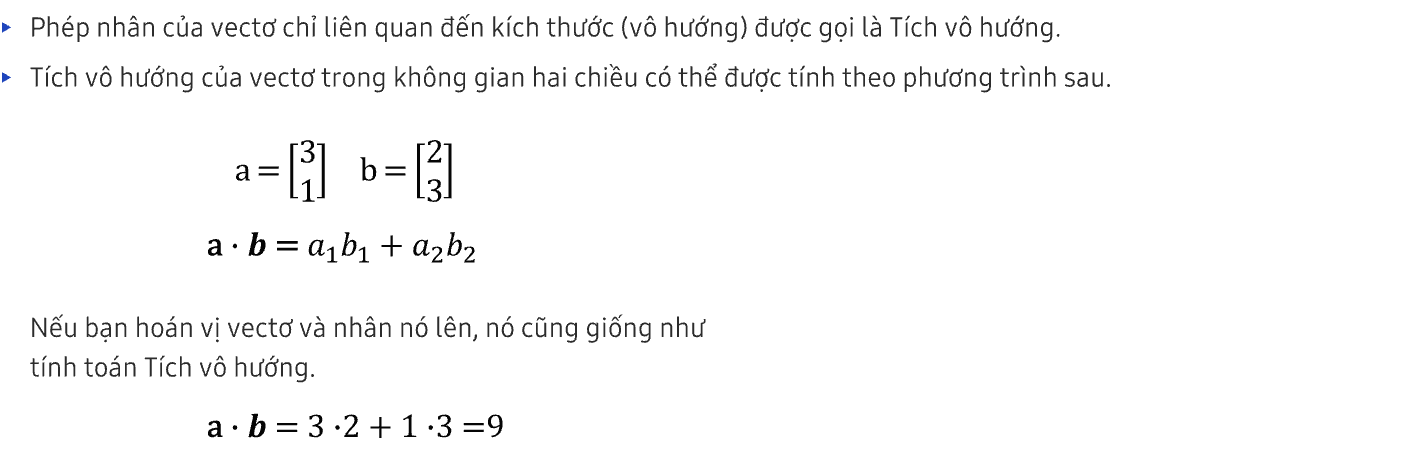 ▸ Phép nhân của vectơ chỉ liên quan đến kích thước (vô hướng) được gọi là Tích vô hướng.
▸ Tích vô hướng của vectơ trong không gian hai chiều có thể được tính theo phương trình sau.
a = [3 1] b = [2 3]
a · b = a₁b₁ + a₂b₂
Nếu bạn hoán vị vectơ và nhân nó lên, nó cũng giống như
tính toán Tích vô hướng.
a · b = 3 ·2 + 1 ·3 =9